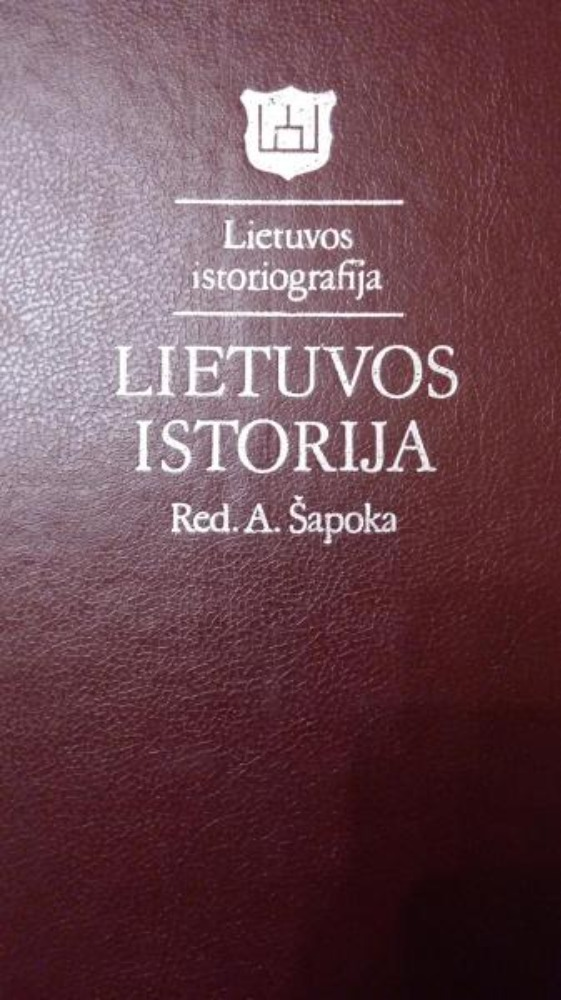 Lietuvos
istoriografija
LIETUVOS
ISTORIJA
Red. A. Šapoka